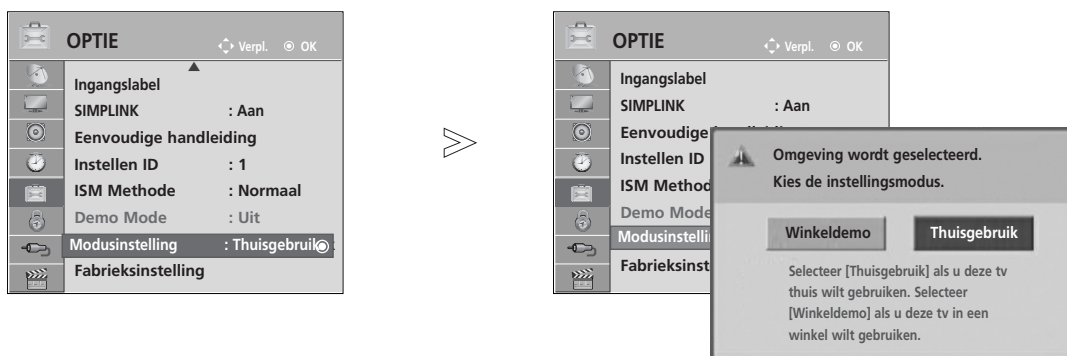 OPTIE
Verpl. OK
Ingangslabel
SIMPLINK : Aan
Eenvoudige handleiding
Instellen ID : 1
ISM Methode : Normaal
Demo Mode : Uit
Modusinstelling : Thuisgebruik
Fabrieksinstelling
OPTIE
Verpl. OK
Ingangslabel
SIMPLINK : Aan
Eenvoudige
Instellen ID
ISM Method
Demo Mode
Modusinstelli
Fabrieksinst
Omgeving wordt geselecteerd.
Kies de instellingsmodus.
Winkeldemo Thuisgebruik
Selecteer [Thuisgebruik] als u deze tv
thuis wilt gebruiken. Selecteer
[Winkeldemo] als u deze tv in een
winkel wilt gebruiken.